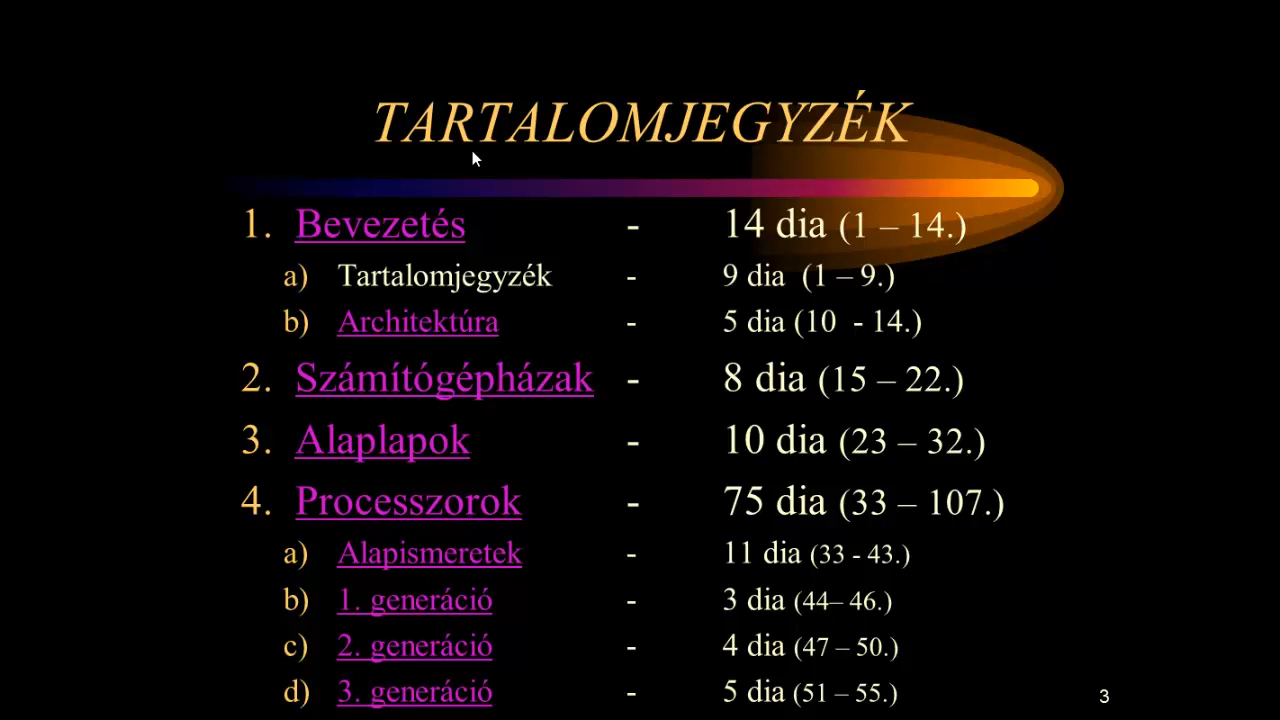 TARTALOMJEGYZÉK
1. Bevezetés - 14 dia (1 – 14.)
a) Tartalomjegyzék - 9 dia (1 – 9.)
b) Architektúra - 5 dia (10 - 14.)
2. Számítógépházak - 8 dia (15 – 22.)
3. Alaplapok - 10 dia (23 – 32.)
4. Processzorok - 75 dia (33 – 107.)
a) Alapismeretek - 11 dia (33 - 43.)
b) 1. generáció - 3 dia (44– 46.)
c) 2. generáció - 4 dia (47 – 50.)
d) 3. generáció - 5 dia (51 – 55.)
3